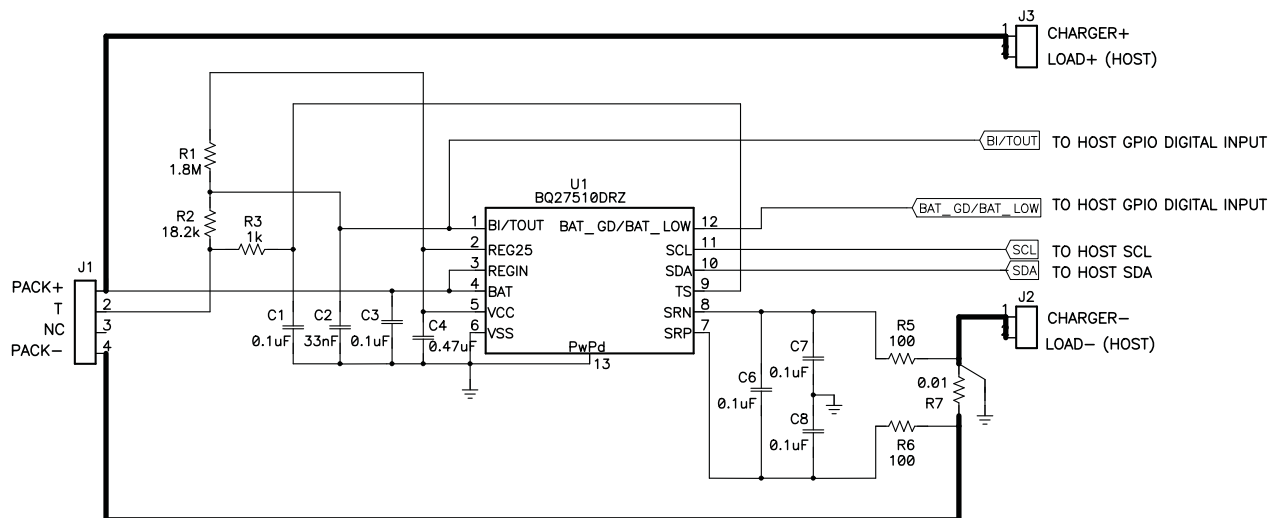 J3
1
CHARGER+
LOAD+ (HOST)
R1
1.8M
BI/TOUT TO HOST GPIO DIGITAL INPUT
U1
BQ27510DRZ
R2
18.2k
R3
1k
BAT_GD/BAT_LOW TO HOST GPIO DIGITAL INPUT
1 BI/TOUT BAT_GD/BAT_LOW 12
2 REG25 SCL 11
SCL TO HOST SCL
3 REGIN SDA 10
SDA TO HOST SDA
4 BAT TS 9
5 VCC SRN 8
6 VSS SRP 7
PwPd
13
J1
PACK+
T 2
NC 3
PACK- 4
C1
0.1uF
C2
33nF
C3
0.1uF
C4
0.47uF
J2
1
CHARGER-
LOAD- (HOST)
R5
100
C7
0.1uF
C6
0.1uF
C8
0.1uF
0.01
R7
R6
100